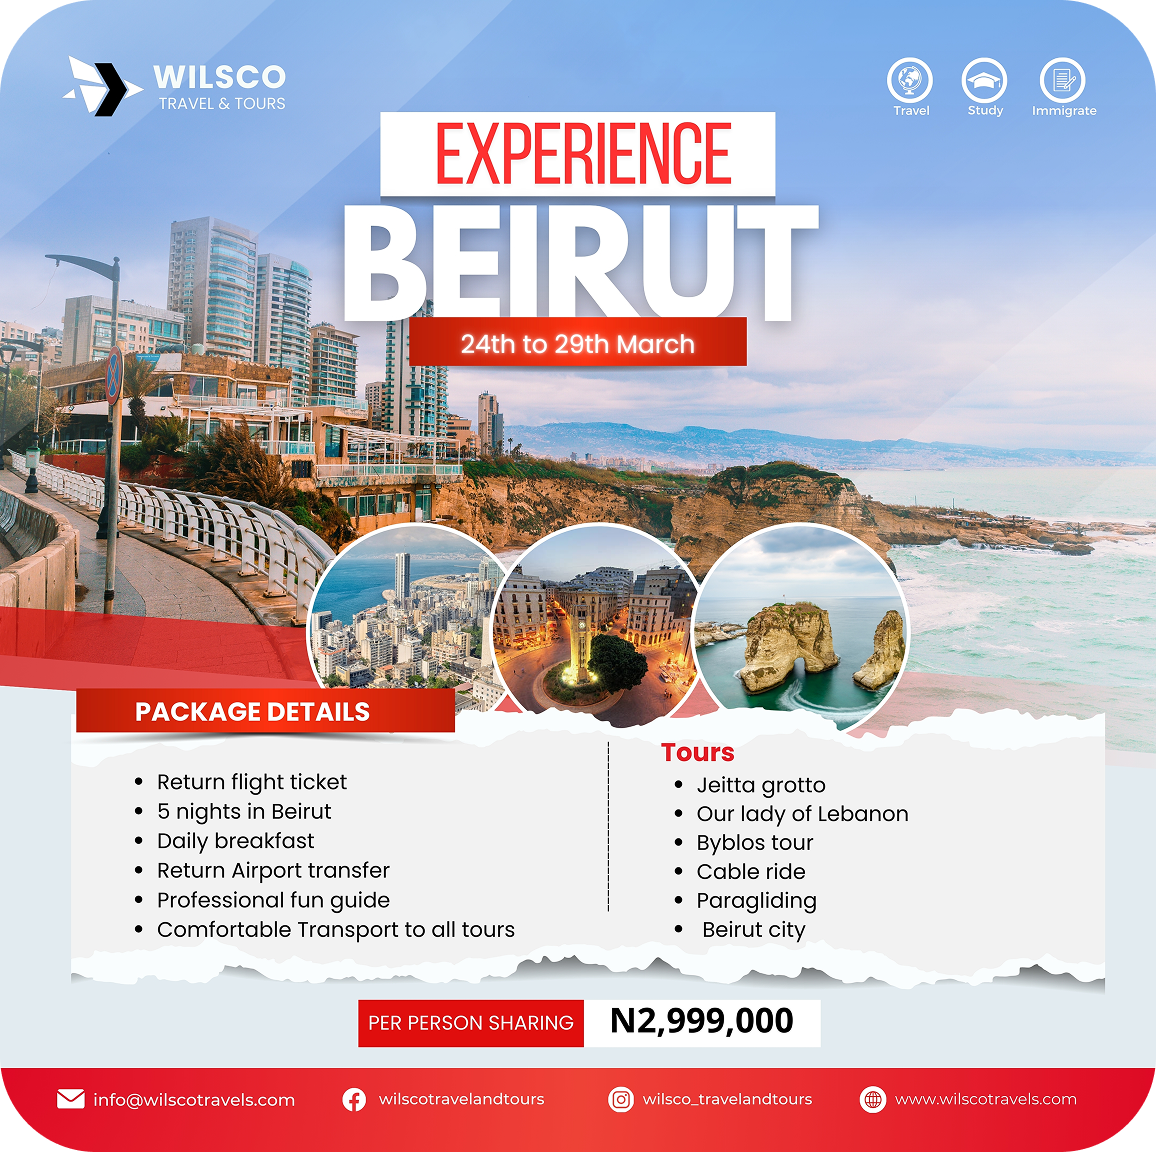 WILSCO
TRAVEL & TOURS
Travel
Study
Immigrate
EXPERIENCE
BEIRUT
24th to 29th March
PACKAGE DETAILS
• Return flight ticket
• 5 nights in Beirut
• Daily breakfast
• Return Airport transfer
• Professional fun guide
• Comfortable Transport to all tours
Tours
• Jeitta grotto
• Our lady of Lebanon
• Byblos tour
• Cable ride
• Paragliding
• Beirut city
PER PERSON SHARING N2,999,000
info@wilscotravels.com wilscotravelandtours wilsco_travelandtours www.wilscotravels.com